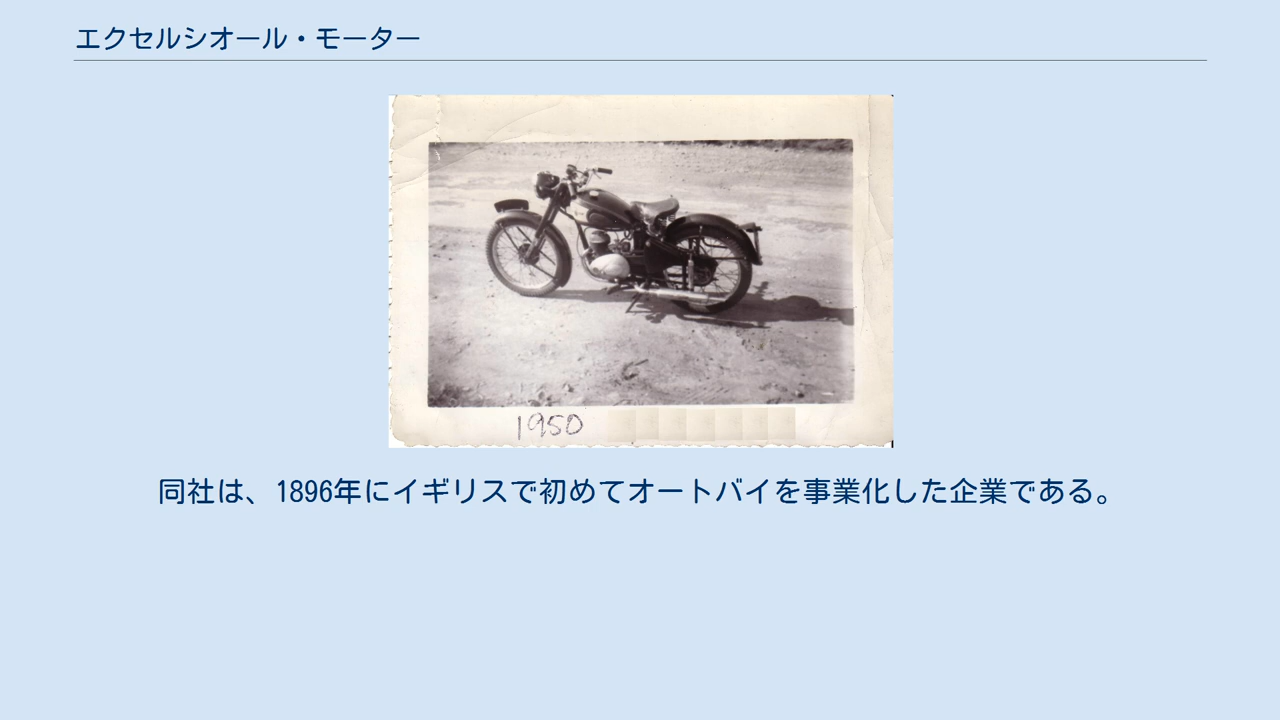 エクセルシオール・モーター
1950
同社は、1896年にイギリスで初めてオートバイを事業化した企業である。